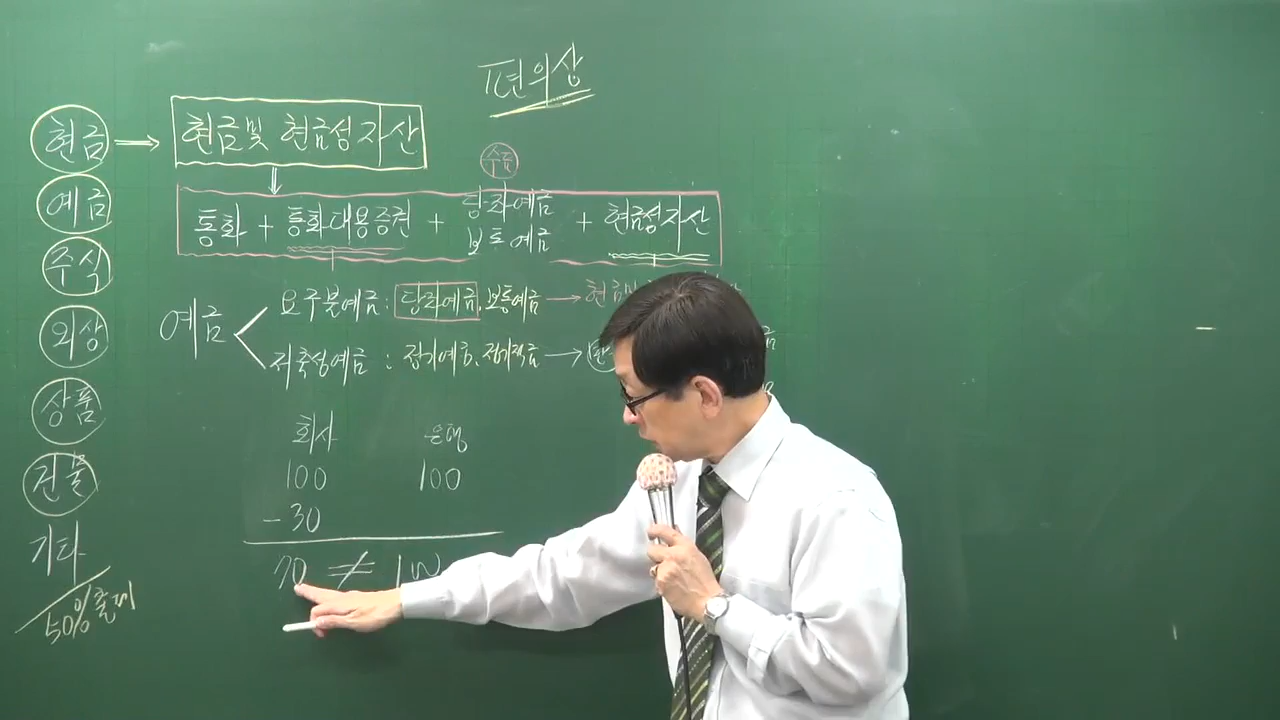 편의상
현금
예금
주식
외상
상품
건물
기타
50% 출제
현금및 현금성자산
수표
통화 + 통화대용증권 + 당좌예금 보통예금 + 현금성자산
예금
요구불예금 : 당좌예금, 보통예금 → 현금
저축성예금 : 정기예금, 정기적금 →
회사 은행
100 100
-30
70 ≠ 100